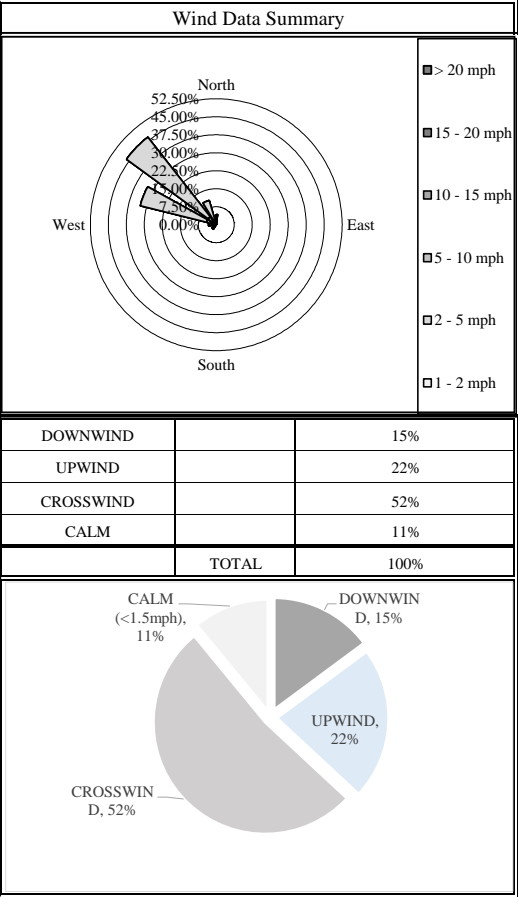 Wind Data Summary
North
52.50%
45.00%
37.50%
30.00%
22.50%
15.00%
7.50%
0.00%
West
East
South
> 20 mph
15 - 20 mph
10 - 15 mph
5 - 10 mph
2 - 5 mph
1 - 2 mph
DOWNWIND 15%
UPWIND 22%
CROSSWIND 52%
CALM 11%
TOTAL 100%
CALM
(<1.5mph),
11%
DOWNWIN
D, 15%
UPWIND,
22%
CROSSWIN
D, 52%